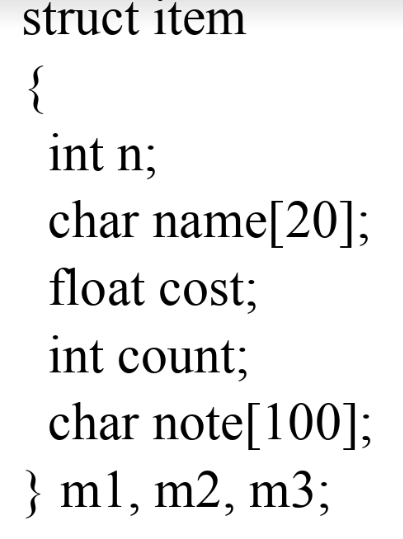 struct item
{
int n;
char name[20];
float cost;
int count;
char note[100];
} m1, m2, m3;